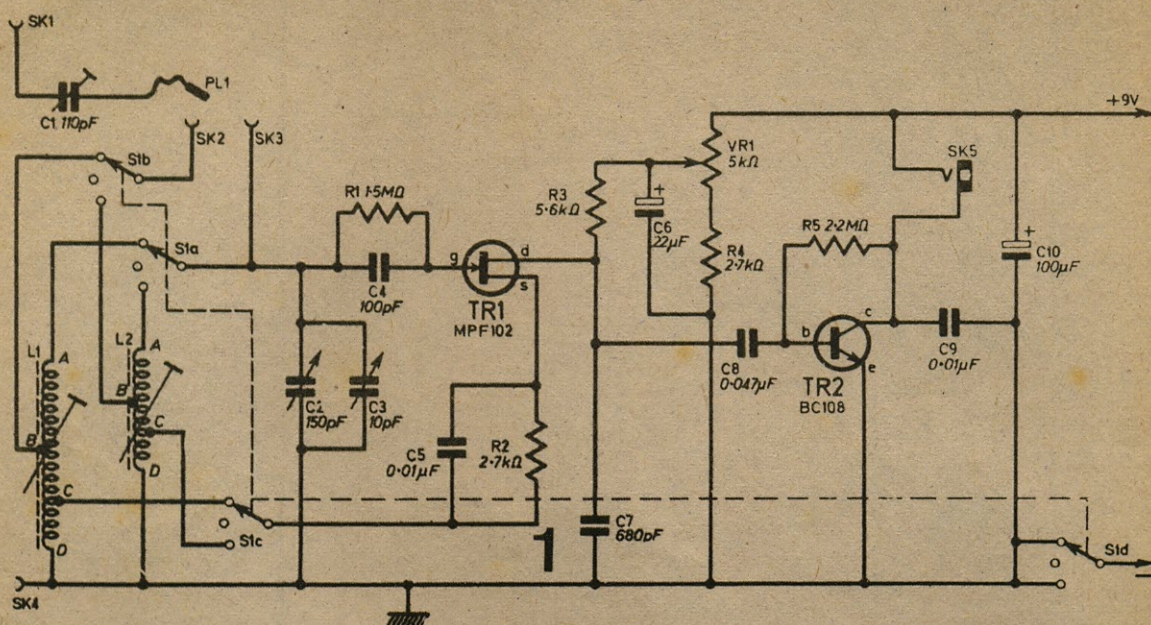 SK1
PL1
C1 110pF
SK2
SK3
S1b
S1a
R1 1·5MΩ
C4
100pF
g
d
s
TR1
MPF102
R3
5·6kΩ
+
C6
22µF
VR1
5kΩ
R4
2·7kΩ
+9V
SK5
R5 2·2MΩ
+
C10
100µF
L1
A
B
C
D
L2
A
B
C
D
C2
150pF
C3
10pF
C5
0·01µF
R2
2·7kΩ
C8
0·047µF
b
c
e
TR2
BC108
C9
0·01µF
C7
680pF
S1c
1
S1d
−
SK4